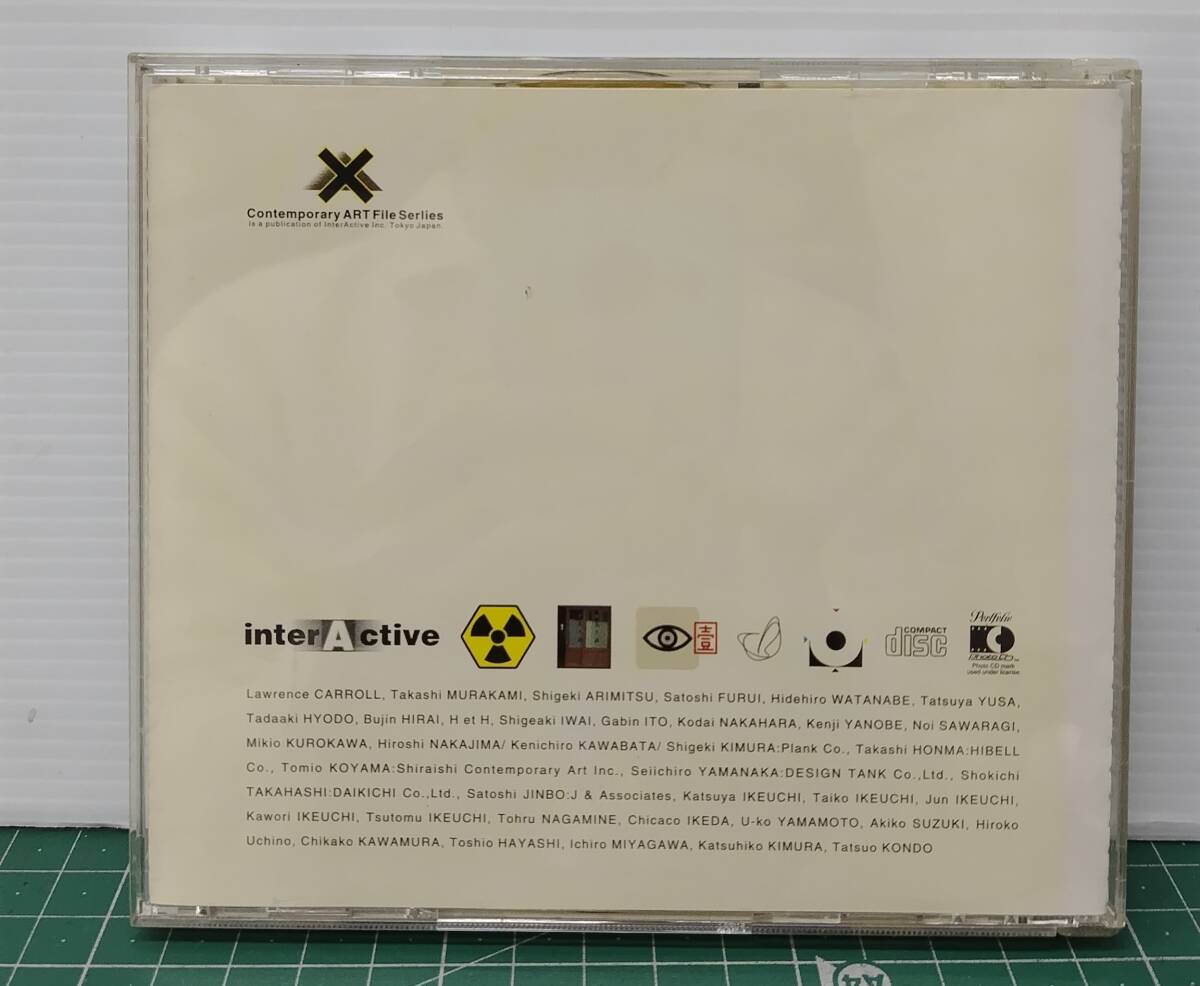 Contemporary ART File Serlies
is a publication of InterActive Inc. Tokyo Japan.
interActive
壹
COMPACT
disc
Portfolio
Photo CD
Photo CD mark
used under license
Lawrence CARROLL, Takashi MURAKAMI, Shigeki ARIMITSU, Satoshi FURUI, Hidehiro WATANABE, Tatsuya YUSA,
Tadaaki HYODO, Bujin HIRAI, H et H, Shigeaki IWAI, Gabin ITO, Kodai NAKAHARA, Kenji YANOBE, Noi SAWARAGI,
Mikio KUROKAWA, Hiroshi NAKAJIMA/ Kenichiro KAWABATA/ Shigeki KIMURA:Plank Co., Takashi HONMA:HIBELL
Co., Tomio KOYAMA:Shiraishi Contemporary Art Inc., Seiichiro YAMANAKA:DESIGN TANK Co.,Ltd., Shokichi
TAKAHASHI:DAIKICHI Co.,Ltd., Satoshi JINBO:J & Associates, Katsuya IKEUCHI, Taiko IKEUCHI, Jun IKEUCHI,
Kawori IKEUCHI, Tsutomu IKEUCHI, Tohru NAGAMINE, Chicaco IKEDA, U-ko YAMAMOTO, Akiko SUZUKI, Hiroko
Uchino, Chikako KAWAMURA, Toshio HAYASHI, Ichiro MIYAGAWA, Katsuhiko KIMURA, Tatsuo KONDO
A4